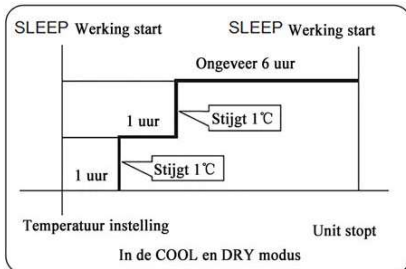 SLEEP Werking start SLEEP Werking start
Ongeveer 6 uur
1 uur Stijgt 1℃
1 uur Stijgt 1℃
Temperatuur instelling Unit stopt
In de COOL en DRY modus